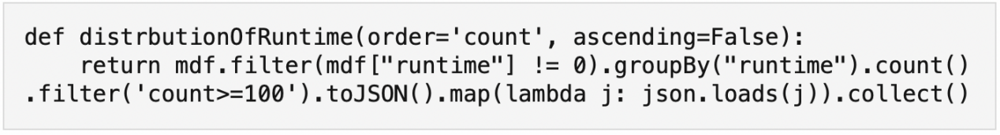 def distrbutionOfRuntime(order='count', ascending=False):
    return mdf.filter(mdf["runtime"] != 0).groupBy("runtime").count()
.filter('count>=100').toJSON().map(lambda j: json.loads(j)).collect()